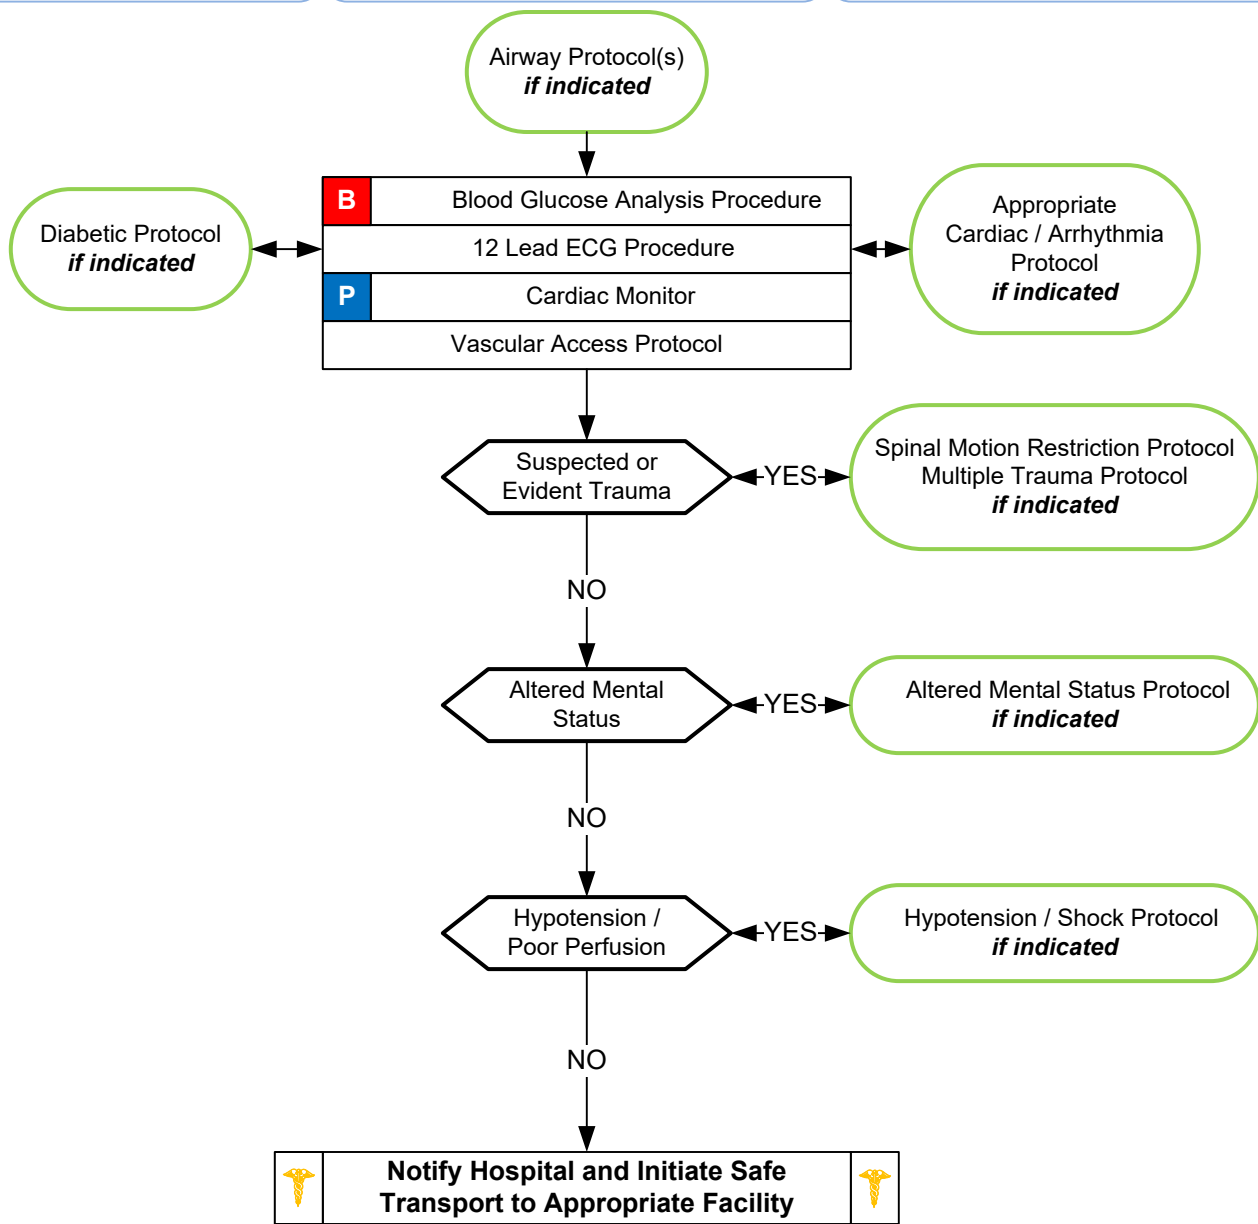 Airway Protocol(s)
if indicated
B
Blood Glucose Analysis Procedure
12 Lead ECG Procedure
P
Cardiac Monitor
Vascular Access Protocol
Diabetic Protocol
if indicated
Appropriate
Cardiac / Arrhythmia
Protocol
if indicated
Suspected or
Evident Trauma
YES
Spinal Motion Restriction Protocol
Multiple Trauma Protocol
if indicated
NO
Altered Mental
Status
YES
Altered Mental Status Protocol
if indicated
NO
Hypotension /
Poor Perfusion
YES
Hypotension / Shock Protocol
if indicated
NO
Notify Hospital and Initiate Safe
Transport to Appropriate Facility